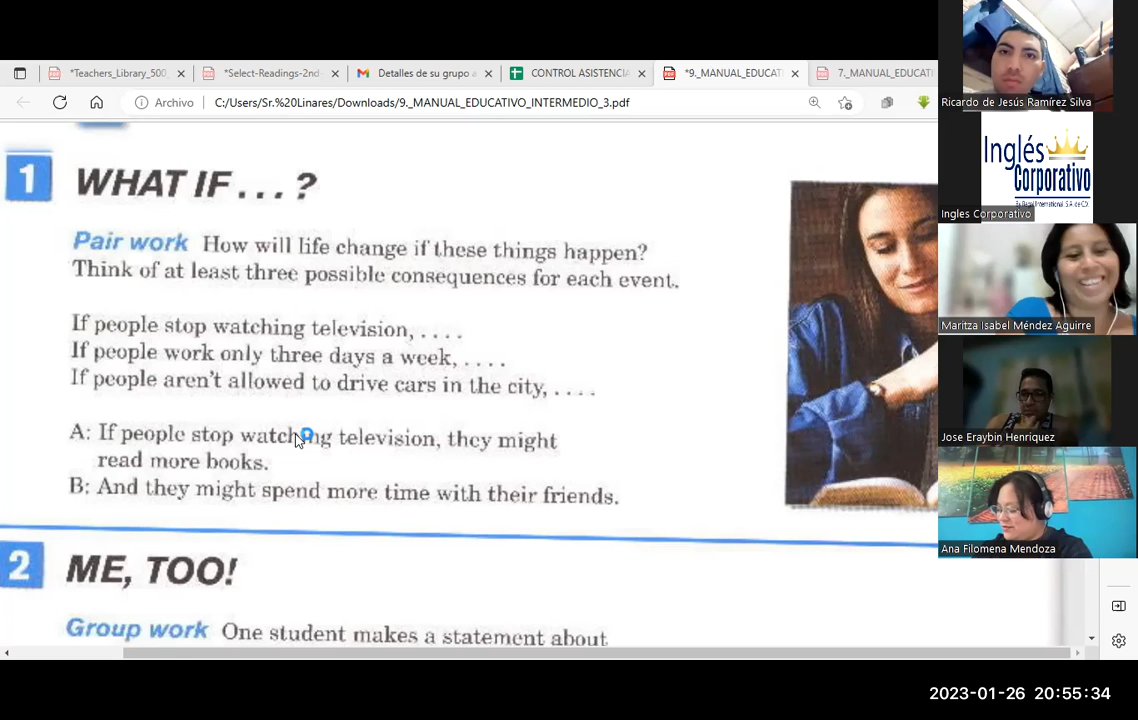 *Teachers_Library_500_
*Select-Readings-2nd-
Detalles de su grupo a
CONTROL ASISTENCIA
*9._MANUAL_EDUCAT
7._MANUAL_EDUCATI
Archivo
C:/Users/Sr.%20Linares/Downloads/9._MANUAL_EDUCATIVO_INTERMEDIO_3.pdf
1 WHAT IF . . . ?
Pair work How will life change if these things happen?
Think of at least three possible consequences for each event.
If people stop watching television, . . . .
If people work only three days a week, . . . .
If people aren't allowed to drive cars in the city, . . . .
A: If people stop watching television, they might
read more books.
B: And they might spend more time with their friends.
2 ME, TOO!
Group work One student makes a statement about
Ricardo de Jesús Ramírez Silva
Inglés
Corporativo
Ingles Corporativo
Maritza Isabel Méndez Aguirre
Jose Eraybin Henriquez
Ana Filomena Mendoza
2023-01-26 20:55:34